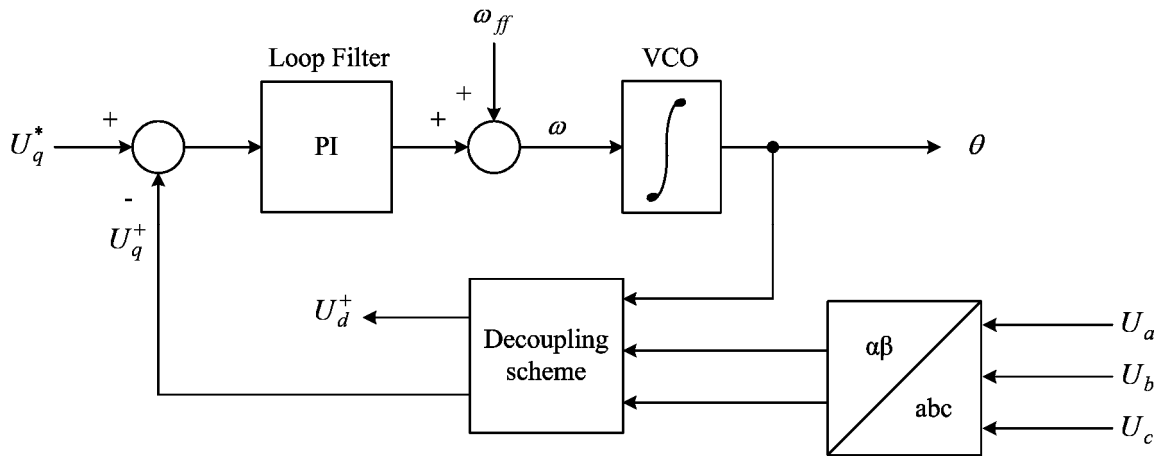 ω_ff
Loop Filter
VCO
+
+
+
U_q^*
PI
ω
θ
-
U_q^+
U_d^+
Decoupling
scheme
αβ
abc
U_a
U_b
U_c